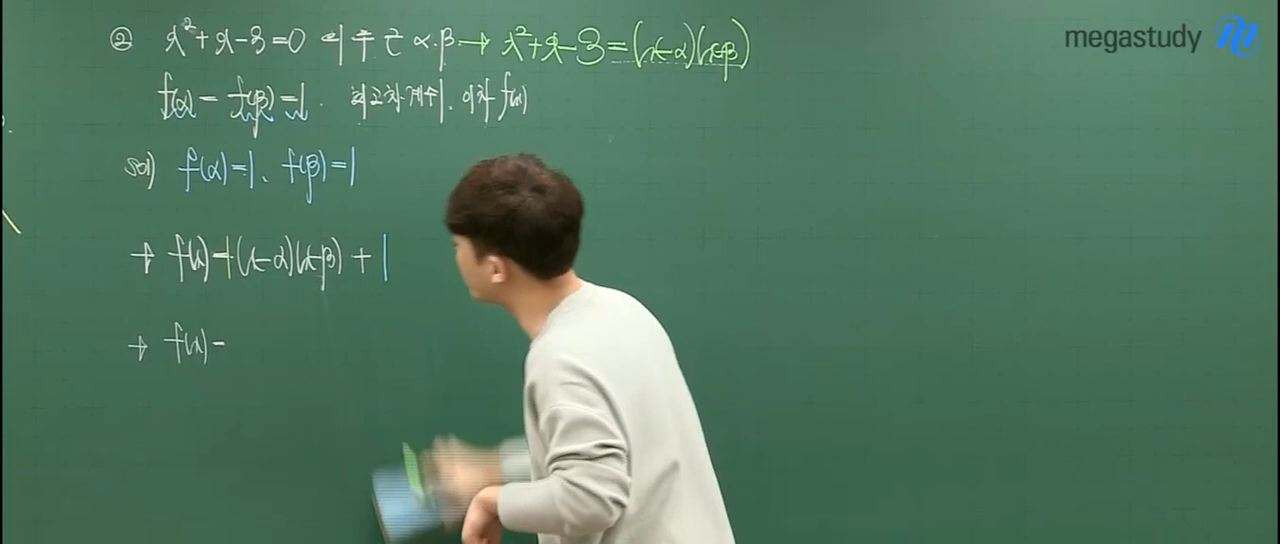 ② x²+x-3=0 의 두 근 α.β → x²+x-3=(x-α)(x-β)
megastudy
f(α)=f(β)=1. 최고차계수 1. 이차 f(x)
sol) f(α)=1. f(β)=1
→ f(x)=1·(x-α)(x-β)+1
→ f(x)=